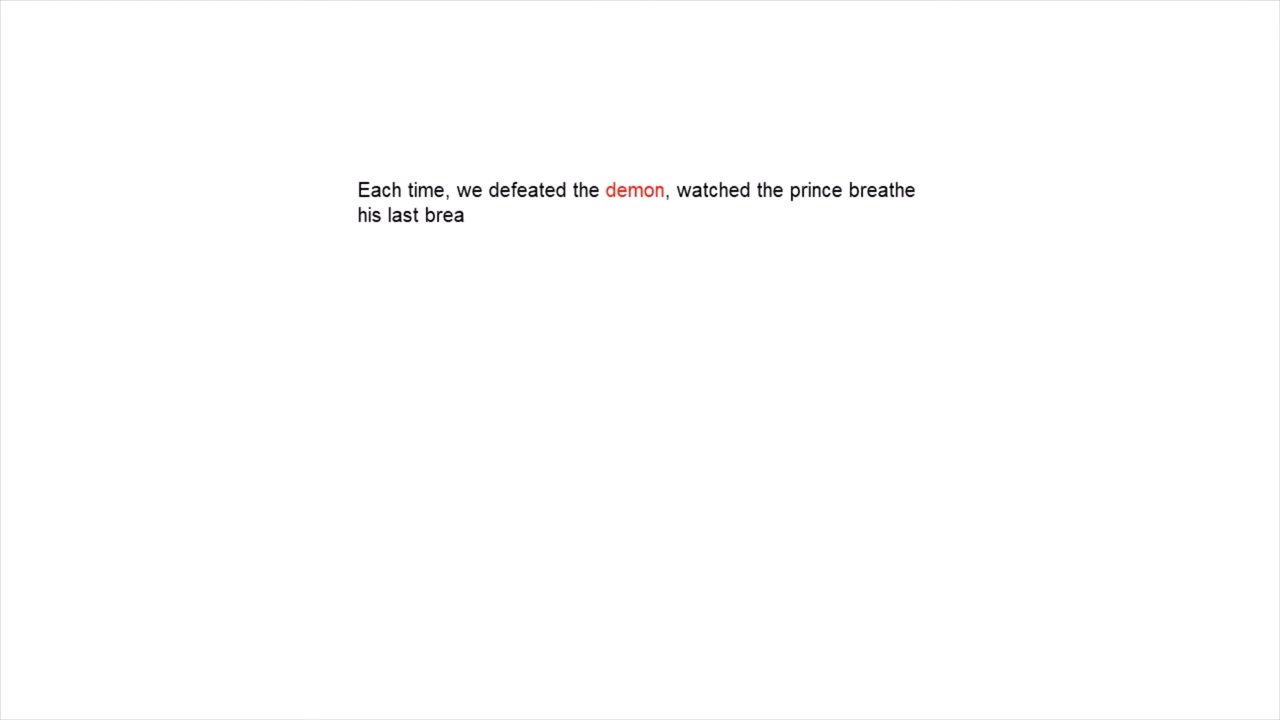 Each time, we defeated the demon, watched the prince breathe
his last brea